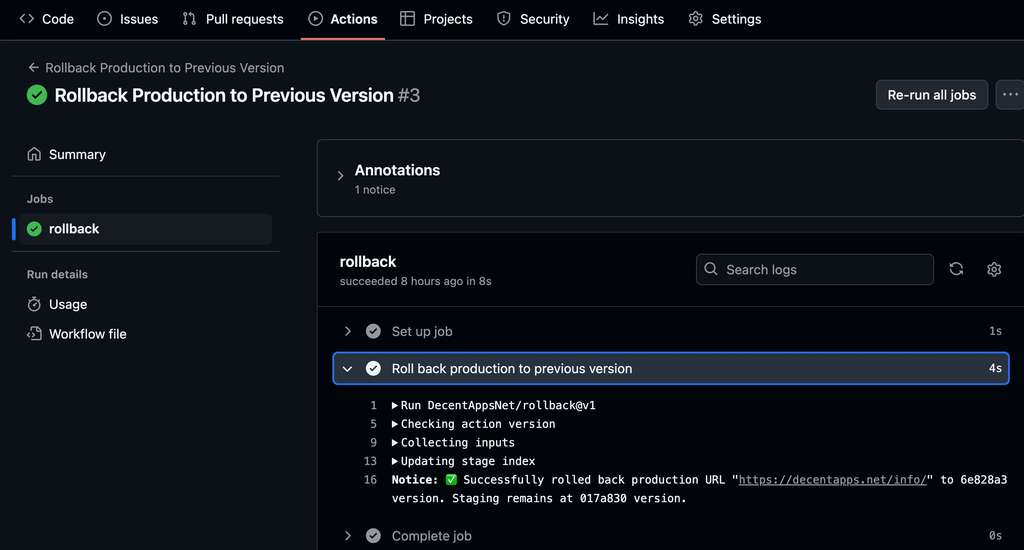 Code Issues Pull requests Actions Projects Security Insights Settings
Rollback Production to Previous Version
Rollback Production to Previous Version #3
Re-run all jobs
Summary
Jobs
rollback
Run details
Usage
Workflow file
Annotations
1 notice
rollback
succeeded 8 hours ago in 8s
Search logs
Set up job 1s
Roll back production to previous version 4s
1 Run DecentAppsNet/rollback@v1
5 Checking action version
9 Collecting inputs
13 Updating stage index
16 Notice: ✅ Successfully rolled back production URL "https://decentapps.net/info/" to 6e828a3
version. Staging remains at 017a830 version.
Complete job 0s